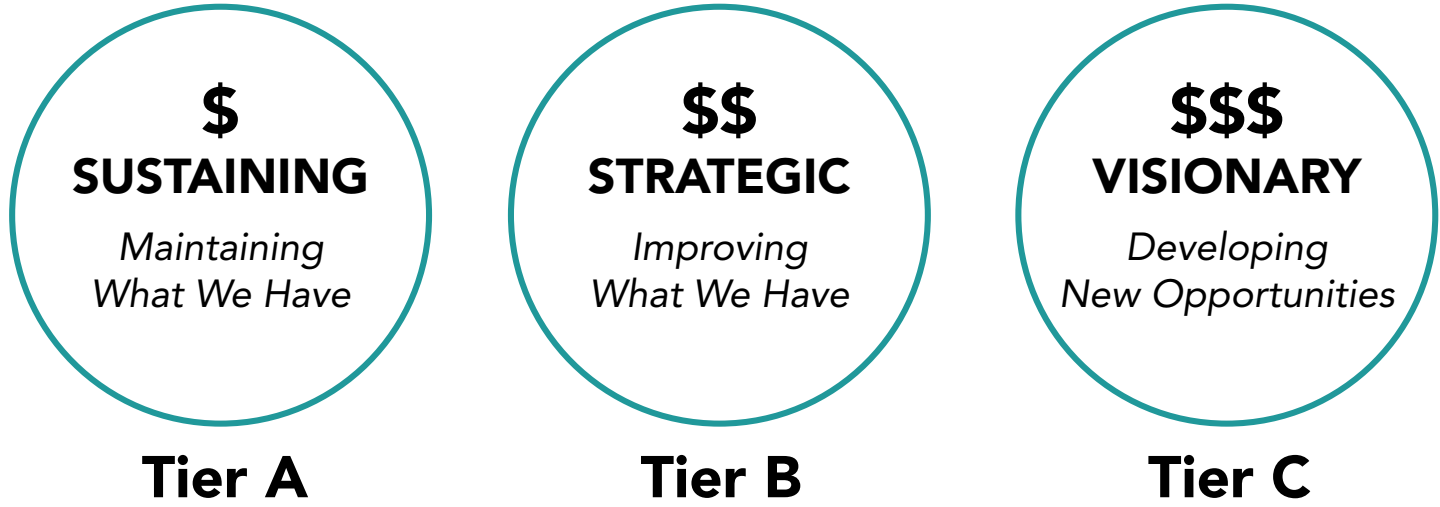 $
SUSTAINING
Maintaining
What We Have
Tier A
$$
STRATEGIC
Improving
What We Have
Tier B
$$$
VISIONARY
Developing
New Opportunities
Tier C